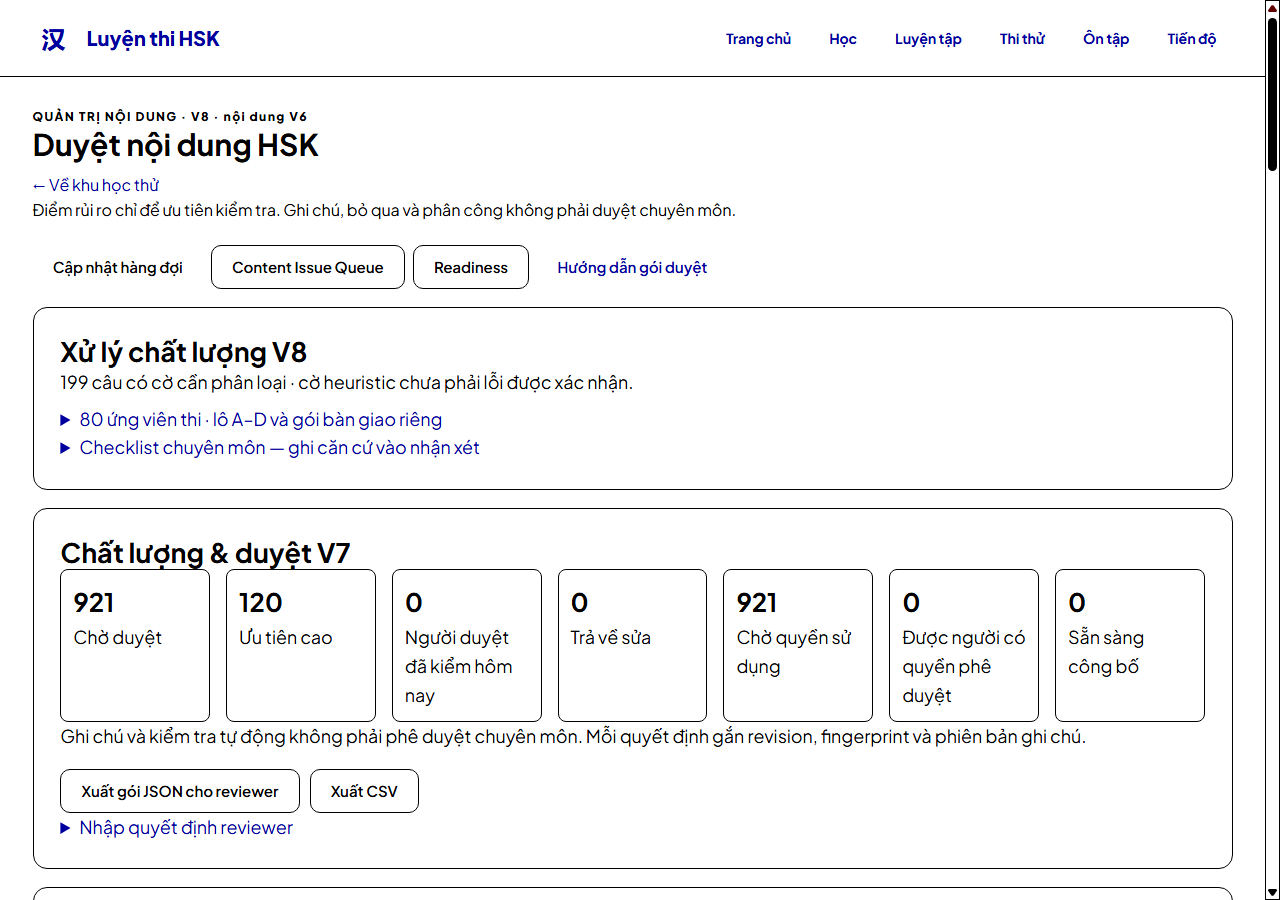 汉 Luyện thi HSK
Trang chủ Học Luyện tập Thi thử Ôn tập Tiến độ
QUẢN TRỊ NỘI DUNG · V8 · nội dung V6
Duyệt nội dung HSK
← Về khu học thử
Điểm rủi ro chỉ để ưu tiên kiểm tra. Ghi chú, bỏ qua và phân công không phải duyệt chuyên môn.
Cập nhật hàng đợi Content Issue Queue Readiness Hướng dẫn gói duyệt
Xử lý chất lượng V8
199 câu có cờ cần phân loại · cờ heuristic chưa phải lỗi được xác nhận.
80 ứng viên thi · lô A–D và gói bàn giao riêng
Checklist chuyên môn — ghi căn cứ vào nhận xét
Chất lượng & duyệt V7
921
Chờ duyệt
120
Ưu tiên cao
0
Người duyệt
đã kiểm hôm
nay
0
Trả về sửa
921
Chờ quyền sử
dụng
0
Được người có
quyền phê
duyệt
0
Sẵn sàng
công bố
Ghi chú và kiểm tra tự động không phải phê duyệt chuyên môn. Mỗi quyết định gắn revision, fingerprint và phiên bản ghi chú.
Xuất gói JSON cho reviewer Xuất CSV
Nhập quyết định reviewer